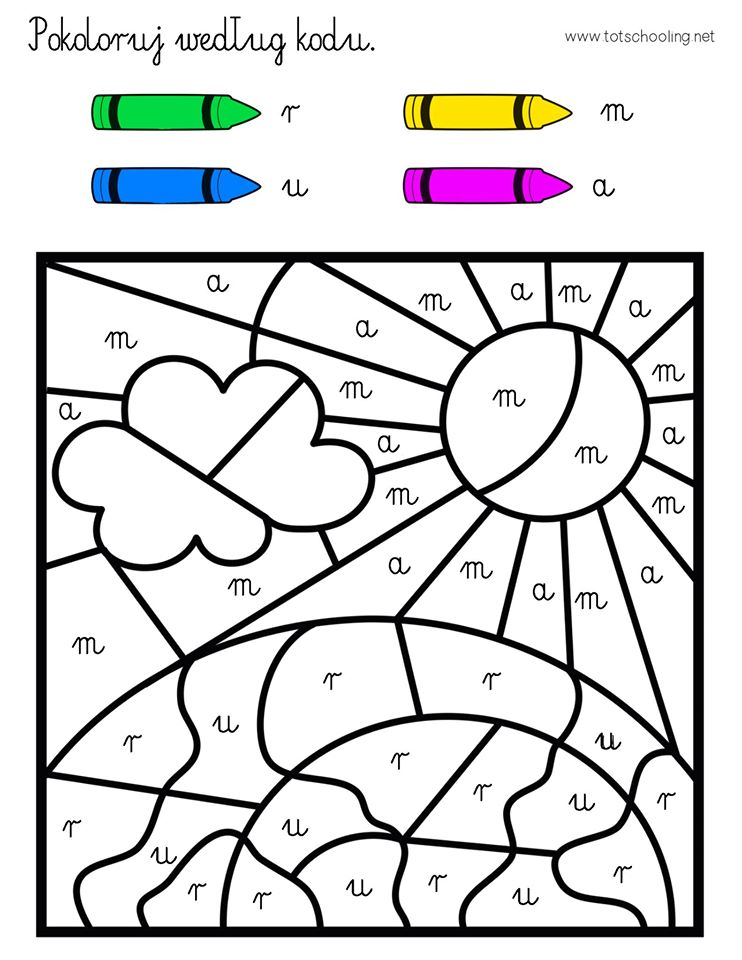 Pokoloruj według kodu.
www.totschooling.net
r m
u a
a
m a m a m a
m
m m m
a a a
m m m
m a m a m a
m
r u r r u
r r u r
r u u
r r u r u r